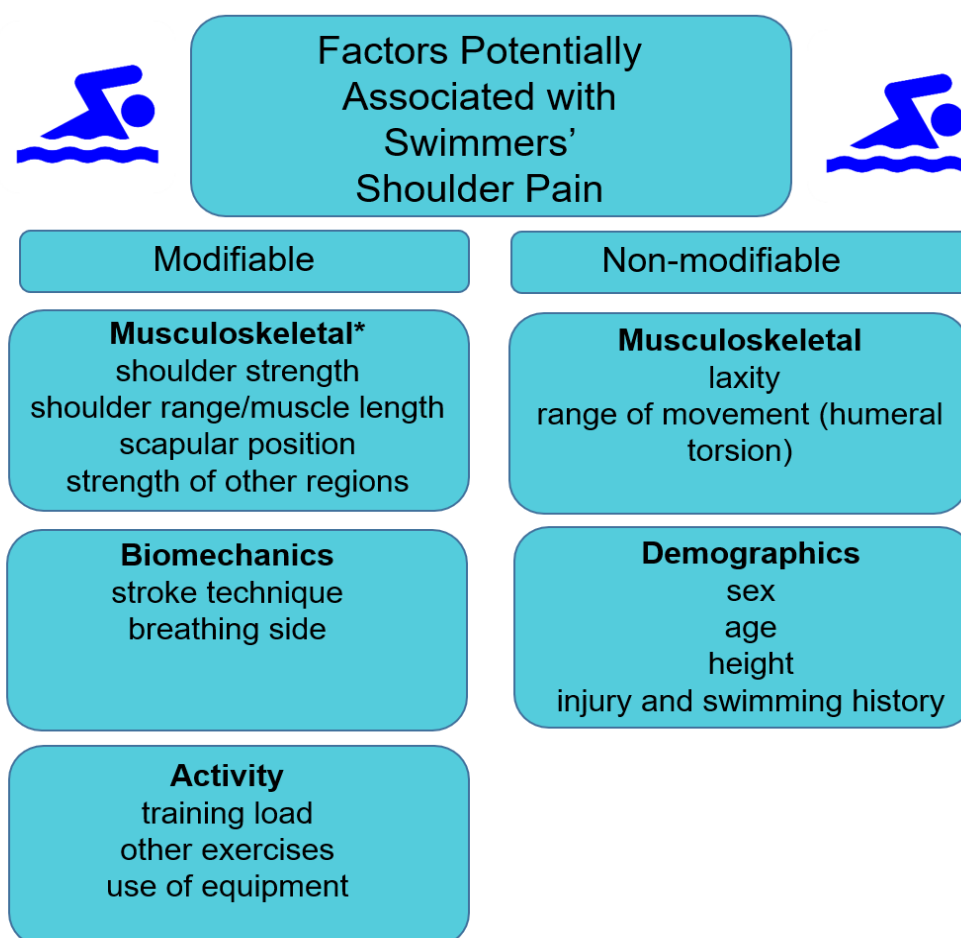 Factors Potentially
Associated with
Swimmers’
Shoulder Pain
Modifiable
Musculoskeletal*
shoulder strength
shoulder range/muscle length
scapular position
strength of other regions
Biomechanics
stroke technique
breathing side
Activity
training load
other exercises
use of equipment
Non-modifiable
Musculoskeletal
laxity
range of movement (humeral
torsion)
Demographics
sex
age
height
injury and swimming history